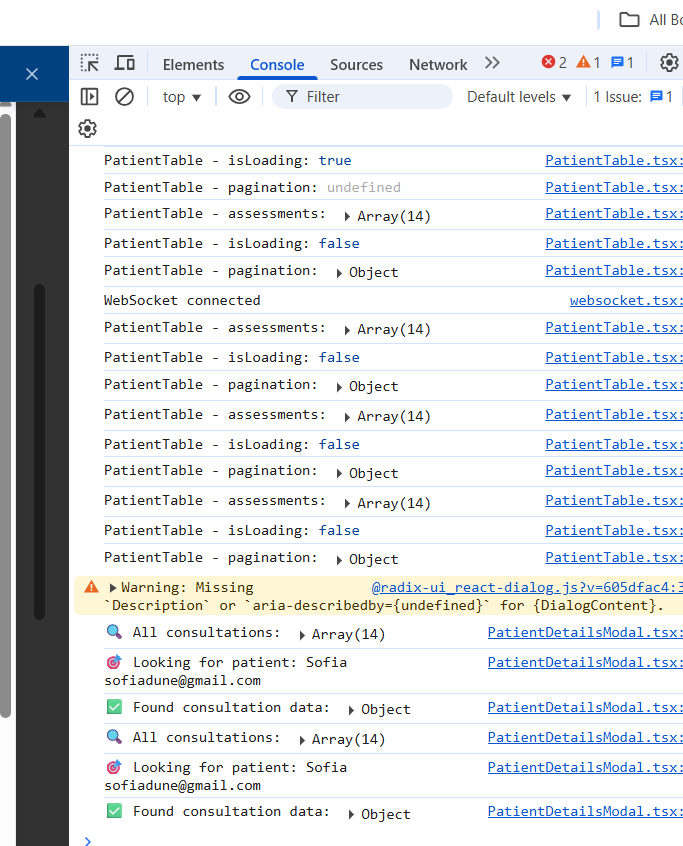 All Bo
Elements Console Sources Network 2 1 1
top Filter Default levels 1 Issue: 1
PatientTable - isLoading: true PatientTable.tsx:
PatientTable - pagination: undefined PatientTable.tsx:
PatientTable - assessments: Array(14) PatientTable.tsx:
PatientTable - isLoading: false PatientTable.tsx:
PatientTable - pagination: Object PatientTable.tsx:
WebSocket connected websocket.tsx:
PatientTable - assessments: Array(14) PatientTable.tsx:
PatientTable - isLoading: false PatientTable.tsx:
PatientTable - pagination: Object PatientTable.tsx:
PatientTable - assessments: Array(14) PatientTable.tsx:
PatientTable - isLoading: false PatientTable.tsx:
PatientTable - pagination: Object PatientTable.tsx:
PatientTable - assessments: Array(14) PatientTable.tsx:
PatientTable - isLoading: false PatientTable.tsx:
PatientTable - pagination: Object PatientTable.tsx:
Warning: Missing @radix-ui_react-dialog.js?v=605dfac4:3
`Description` or `aria-describedby={undefined}` for {DialogContent}.
🔍 All consultations: Array(14) PatientDetailsModal.tsx:
🎯 Looking for patient: Sofia PatientDetailsModal.tsx:
sofiadune@gmail.com
✅ Found consultation data: Object PatientDetailsModal.tsx:
🔍 All consultations: Array(14) PatientDetailsModal.tsx:
🎯 Looking for patient: Sofia PatientDetailsModal.tsx:
sofiadune@gmail.com
✅ Found consultation data: Object PatientDetailsModal.tsx: